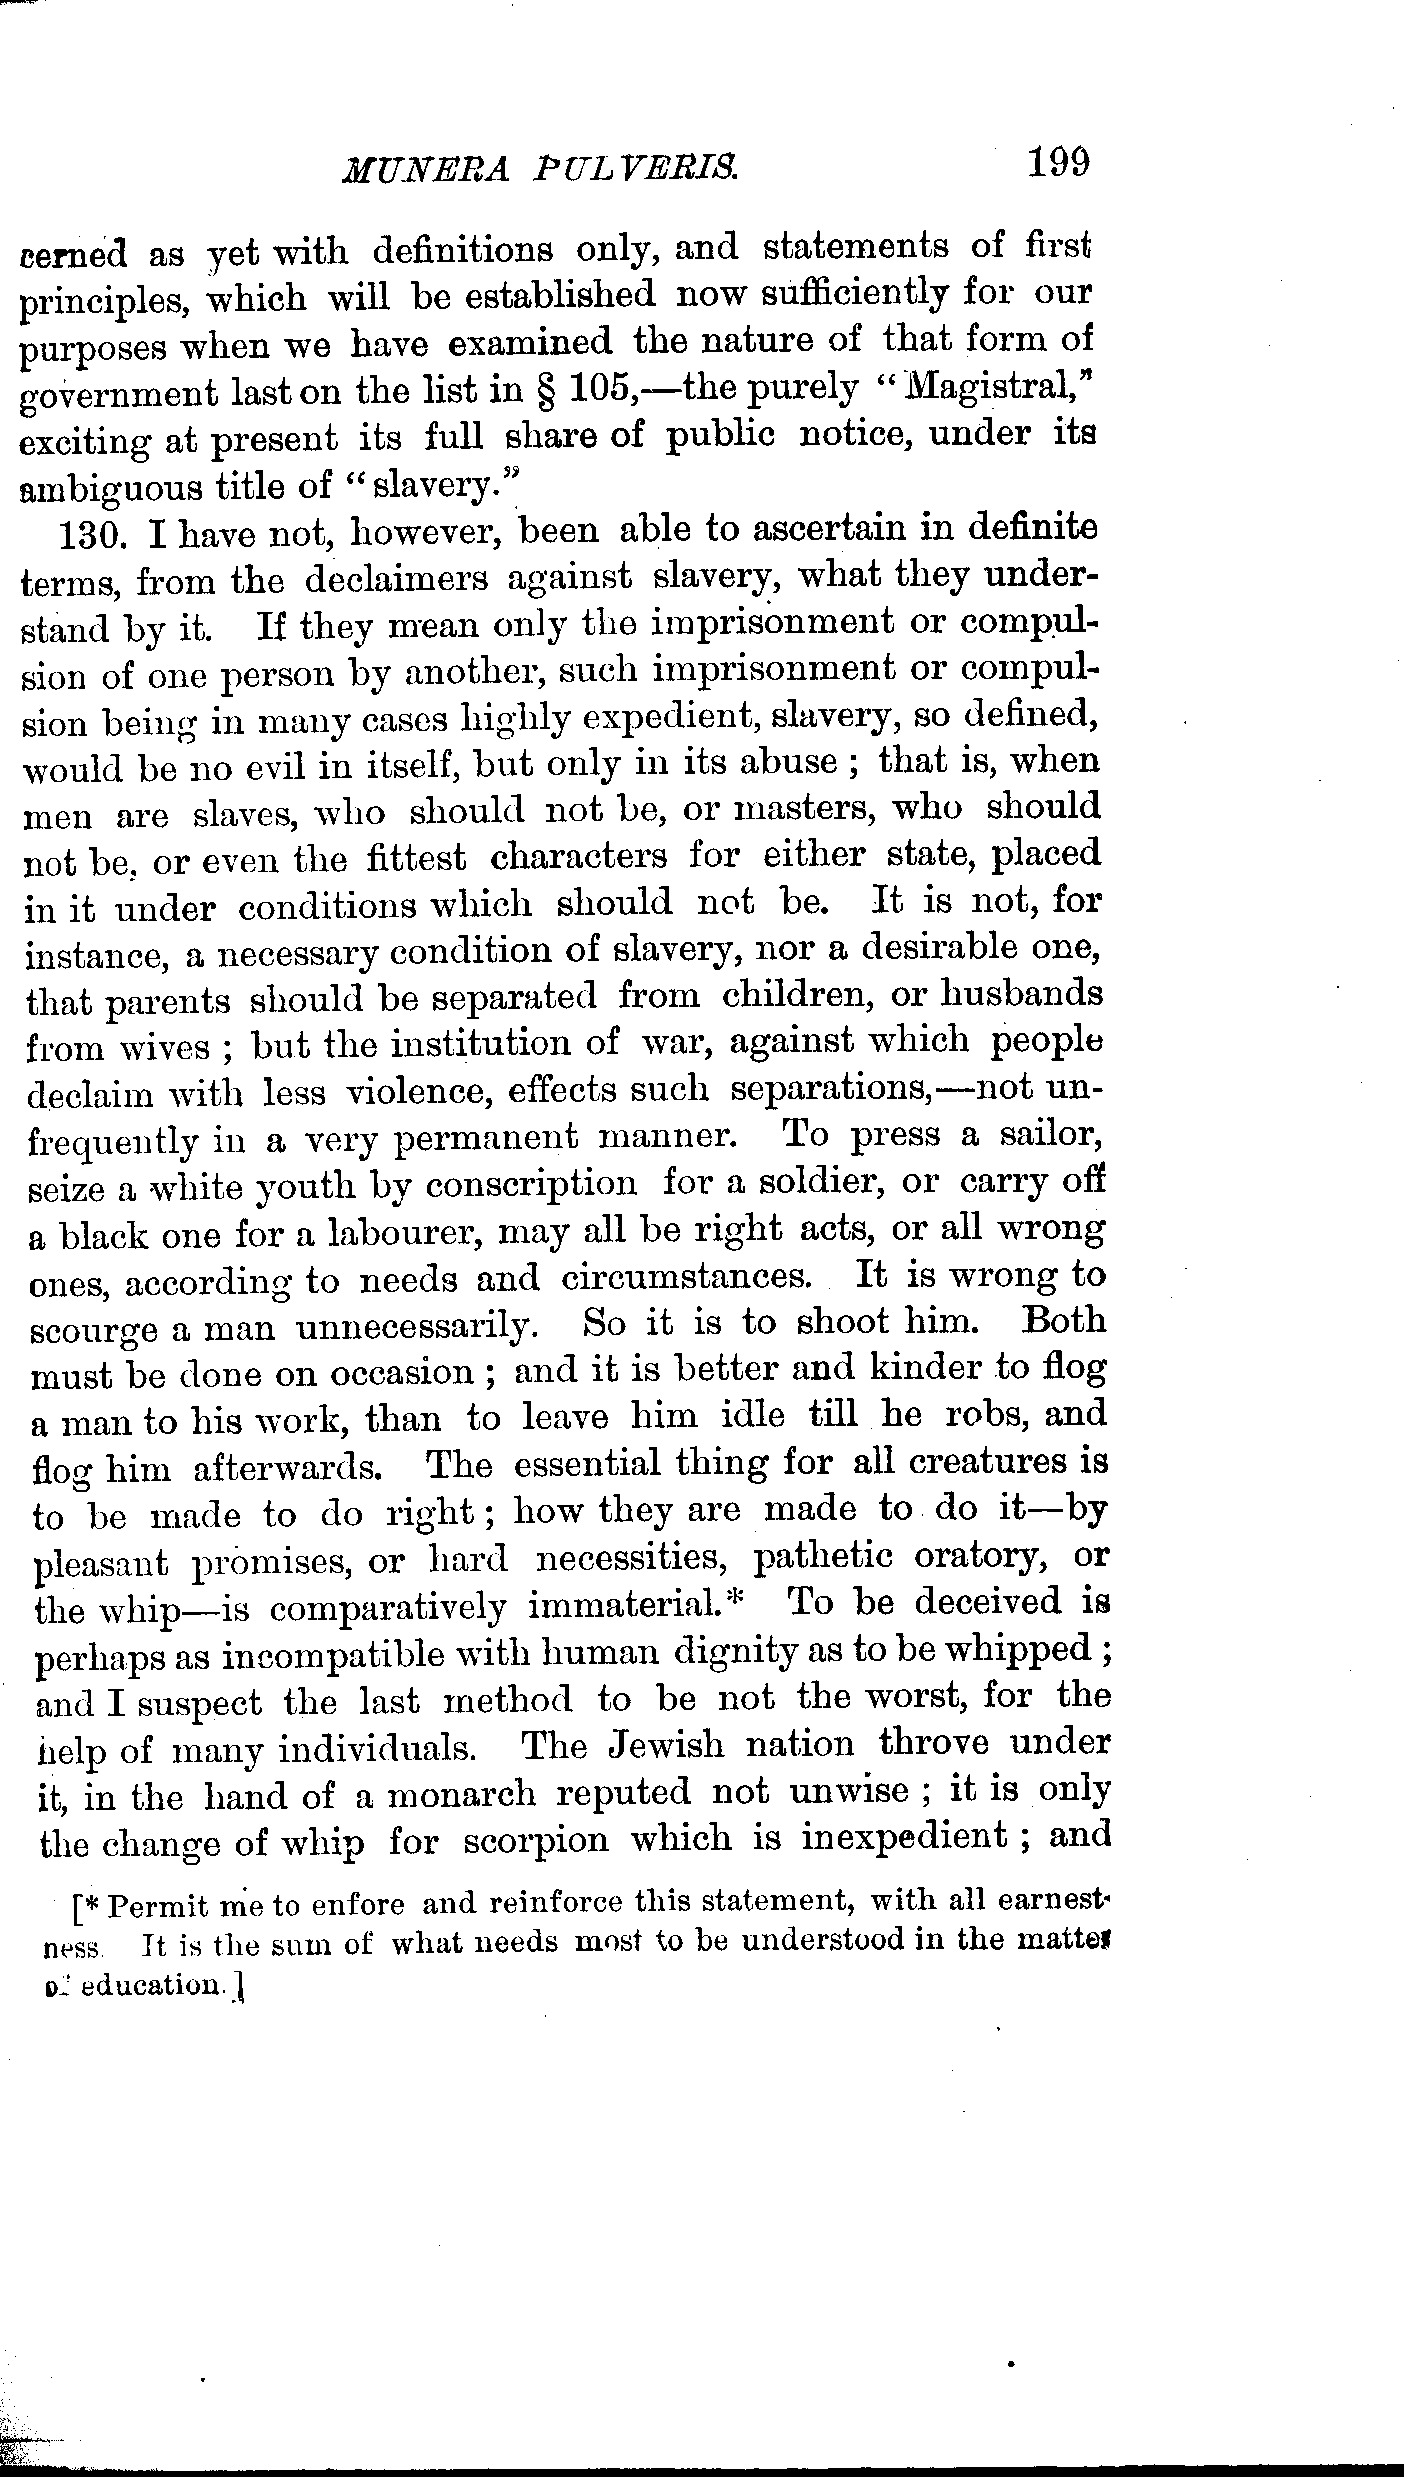 MUNERA PULVERIS. 199
cerned as yet with definitions only, and statements of first
principles, which will be established now sufficiently for our
purposes when we have examined the nature of that form of
government last on the list in § 105,—the purely “Magistral,”
exciting at present its full share of public notice, under its
ambiguous title of “slavery.”
130. I have not, however, been able to ascertain in definite
terms, from the declaimers against slavery, what they under-
stand by it. If they mean only the imprisonment or compul-
sion of one person by another, such imprisonment or compul-
sion being in many cases highly expedient, slavery, so defined,
would be no evil in itself, but only in its abuse ; that is, when
men are slaves, who should not be, or masters, who should
not be, or even the fittest characters for either state, placed
in it under conditions which should not be. It is not, for
instance, a necessary condition of slavery, nor a desirable one,
that parents should be separated from children, or husbands
from wives ; but the institution of war, against which people
declaim with less violence, effects such separations,—not un-
frequently in a very permanent manner. To press a sailor,
seize a white youth by conscription for a soldier, or carry off
a black one for a labourer, may all be right acts, or all wrong
ones, according to needs and circumstances. It is wrong to
scourge a man unnecessarily. So it is to shoot him. Both
must be done on occasion ; and it is better and kinder to flog
a man to his work, than to leave him idle till he robs, and
flog him afterwards. The essential thing for all creatures is
to be made to do right ; how they are made to do it—by
pleasant promises, or hard necessities, pathetic oratory, or
the whip—is comparatively immaterial.* To be deceived is
perhaps as incompatible with human dignity as to be whipped ;
and I suspect the last method to be not the worst, for the
help of many individuals. The Jewish nation throve under
it, in the hand of a monarch reputed not unwise ; it is only
the change of whip for scorpion which is inexpedient ; and
[* Permit me to enfore and reinforce this statement, with all earnest-
ness. It is the sum of what needs most to be understood in the matter
of education.]